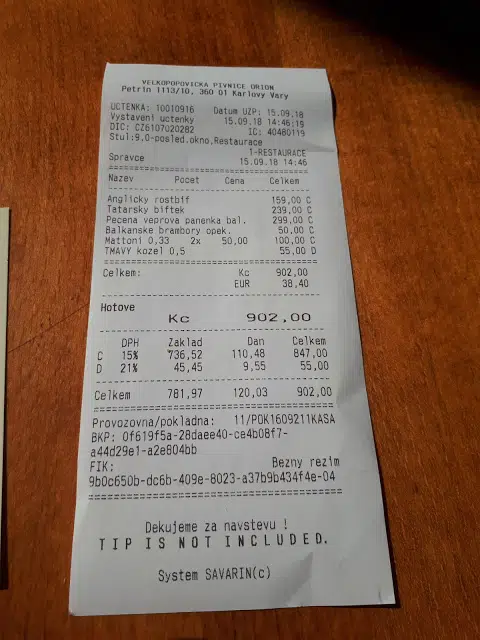 VELKOPOPOVICKA PIVNICE ORION
Petrin 1113/10, 360 01 Karlovy Vary
UCTENKA: 10010916 Datum UZP: 15.09.18
Vystaveni uctenky 15.09.18 14:46:19
DIC: CZ6107020282 IC: 40480119
Stul:9.0-posled.okno,Restaurace
1-RESTAURACE
Spravce 15.09.18 14:46
Nazev Pocet Cena Celkem
Anglicky rostbif 159,00 C
Tatarsky biftek 239,00 C
Pecena veprova panenka bal. 299,00 C
Balkanske brambory opek. 50,00 C
Mattoni 0,33 2x 50,00 100,00 C
TMAVY kozel 0,5 55,00 D
Celkem: Kc 902,00
EUR 38,40
Hotove
Kc 902,00
DPH Zaklad Dan Celkem
C 15% 736,52 110,48 847,00
D 21% 45,45 9,55 55,00
Celkem 781,97 120,03 902,00
Provozovna/pokladna: 11/POK1609211KASA
BKP: 0f619f5a-28daee40-ce4b08f7-
a44d29e1-a2e804bb
FIK: Bezny rezim
9b0c650b-dc6b-409e-8023-a37b9b434f4e-04
Dekujeme za navstevu !
TIP IS NOT INCLUDED.
System SAVARIN(c)